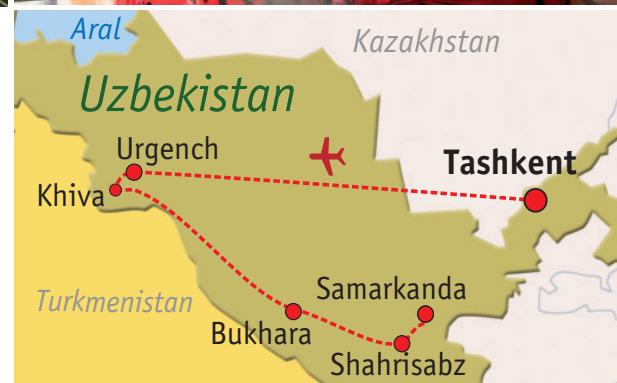 Aral
Kazakhstan
Uzbekistan
Urgench
Tashkent
Khiva
Turkmenistan
Samarkanda
Bukhara
Shahrisabz